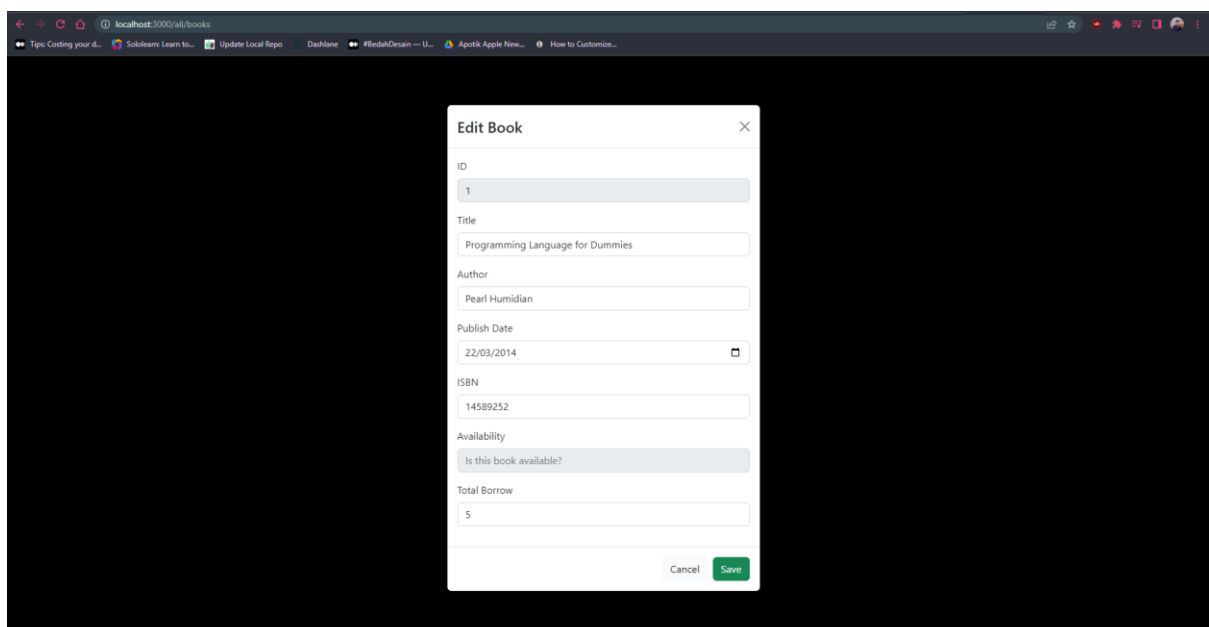 localhost:3000/all/books
Tips: Costing your d... Sololearn: Learn to... Update Local Repo Dashlane #BedahDesain — U... Apotik Apple New... How to Customize...
Edit Book
ID
1
Title
Programming Language for Dummies
Author
Pearl Humidian
Publish Date
22/03/2014
ISBN
14589252
Availability
Is this book available?
Total Borrow
5
Cancel Save